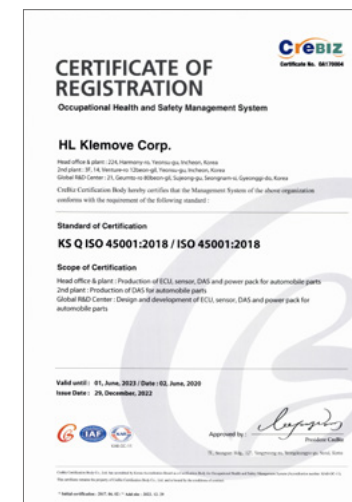 CreBIZ
Certificate No. SA170004
CERTIFICATE OF
REGISTRATION
Occupational Health and Safety Management System
HL Klemove Corp.
Head office & plant : 224, Harmony-ro, Yeonsu-gu, Incheon, Korea
2nd plant : 3F, 14, Venture-ro 12beon-gil, Yeonsu-gu, Incheon, Korea
Global R&D Center : 21, Geumto-ro 80beon-gil, Sujeong-gu, Seongnam-si, Gyeonggi-do, Korea
CreBiz Certification Body hereby certifies that the Management System of the above organization
conforms with the requirement of the following standard :
Standard of Certification
KS Q ISO 45001:2018 / ISO 45001:2018
Scope of Certification
Head office & plant : Production of ECU, sensor, DAS and power pack for automobile parts
2nd plant : Production of DAS for automobile parts
Global R&D Center : Design and development of ECU, sensor, DAS and power pack for
automobile parts
Valid until : 01, June, 2023 / Date : 02, June, 2020
Issue Date : 29, December, 2022
IAF
Approved by :
President CreBiz